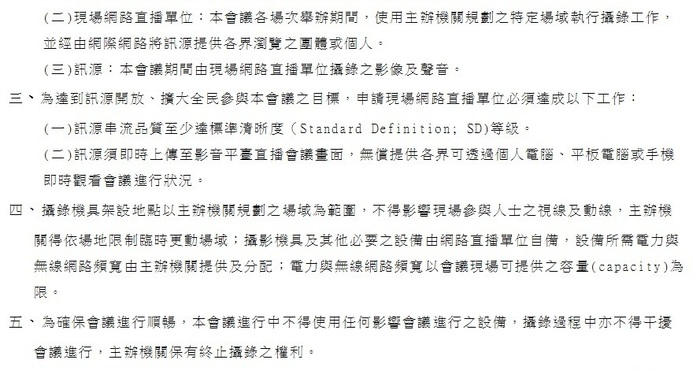 (二)現場網路直播單位：本會議各場次舉辦期間，使用主辦機關規劃之特定場域執行攝錄工作，
並經由網際網路將訊源提供各界瀏覽之團體或個人。
(三)訊源：本會議期間由現場網路直播單位攝錄之影像及聲音。
三、為達到訊源開放、擴大全民參與本會議之目標，申請現場網路直播單位必須達成以下工作：
(一)訊源串流品質至少達標準清晰度（Standard Definition; SD)等級。
(二)訊源須即時上傳至影音平臺直播會議畫面，無償提供各界可透過個人電腦、平板電腦或手機
即時觀看會議進行狀況。
四、攝錄機具架設地點以主辦機關規劃之場域為範圍，不得影響現場參與人士之視線及動線，主辦機
關得依場地限制臨時更動場域；攝影機具及其他必要之設備由網路直播單位自備，設備所需電力與
無線網路頻寬由主辦機關提供及分配；電力與無線網路頻寬以會議現場可提供之容量(capacity)為
限。
五、為確保會議進行順暢，本會議進行中不得使用任何影響會議進行之設備，攝錄過程中亦不得干擾
會議進行，主辦機關保有終止攝錄之權利。